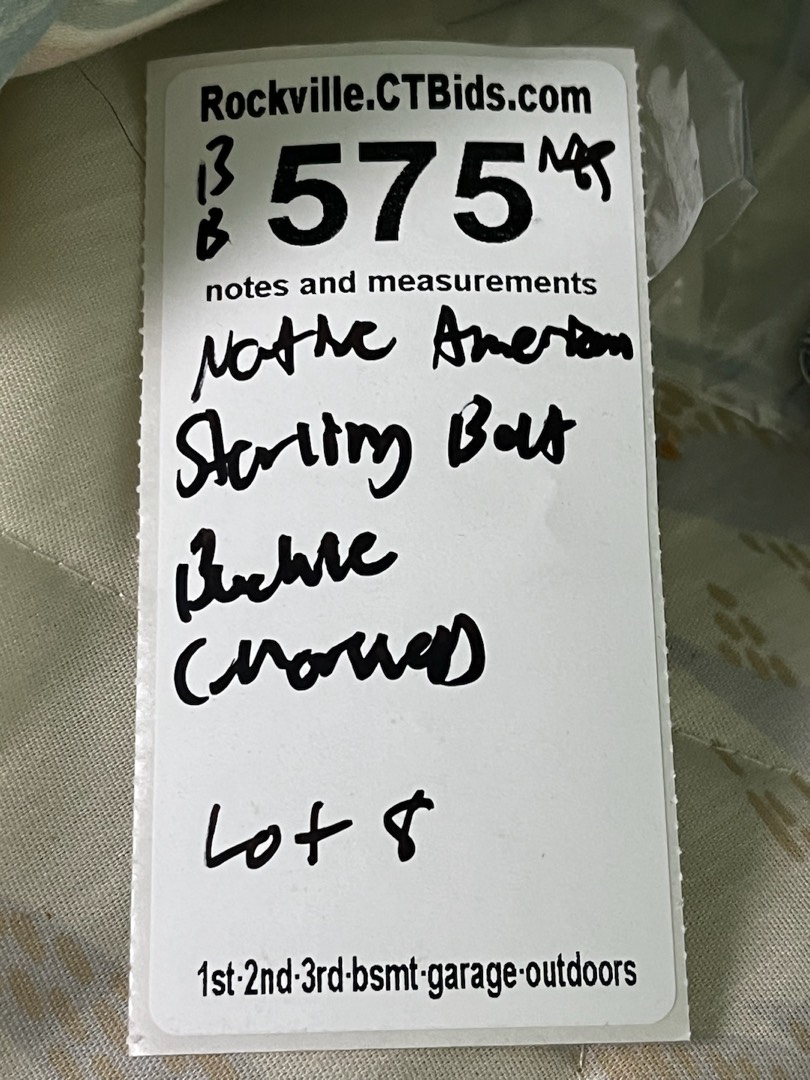 Rockville.CTBids.com
B
B
575
notes and measurements
Native American
Sterling Belt
Buckle
(Marked)
Lot 8
1st·2nd·3rd·bsmt·garage·outdoors